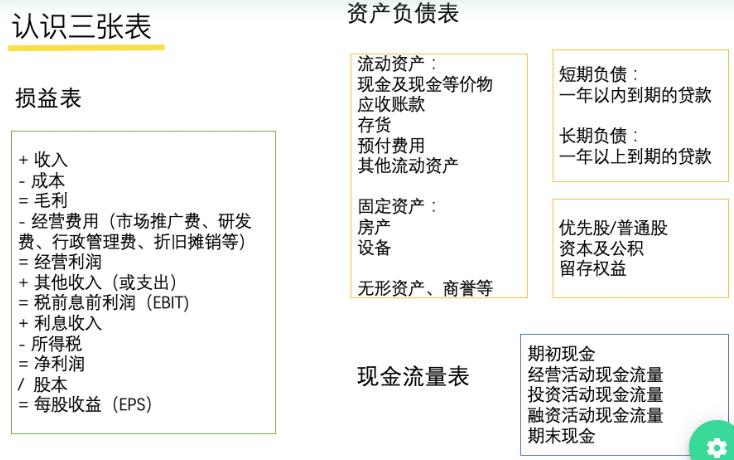 认识三张表
损益表
+ 收入
- 成本
= 毛利
- 经营费用（市场推广费、研发
费、行政管理费、折旧摊销等）
= 经营利润
+ 其他收入（或支出）
= 税前息前利润（EBIT)
+ 利息收入
- 所得税
= 净利润
/ 股本
= 每股收益（EPS）
资产负债表
流动资产：
现金及现金等价物
应收账款
存货
预付费用
其他流动资产
固定资产：
房产
设备
无形资产、商誉等
短期负债：
一年以内到期的贷款
长期负债：
一年以上到期的贷款
优先股/普通股
资本及公积
留存权益
现金流量表
期初现金
经营活动现金流量
投资活动现金流量
融资活动现金流量
期末现金